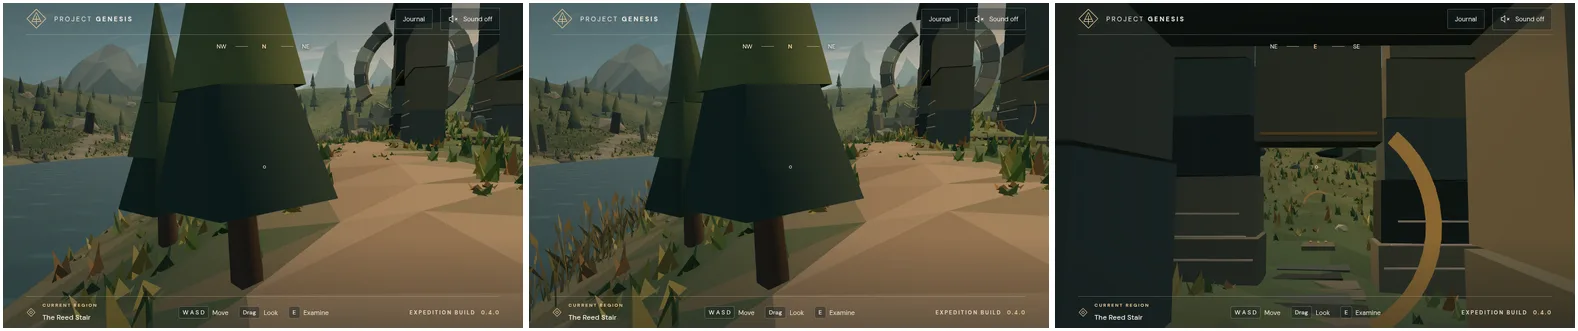 PROJECT GENESIS
Journal
Sound off
NW N NE
CURRENT REGION
The Reed Stair
WASD Move Drag Look E Examine
EXPEDITION BUILD 0.4.0
PROJECT GENESIS
Journal
Sound off
NW N NE
CURRENT REGION
The Reed Stair
WASD Move Drag Look E Examine
EXPEDITION BUILD 0.4.0
PROJECT GENESIS
Journal
Sound off
NE E SE
CURRENT REGION
The Reed Stair
WASD Move Drag Look E Examine
EXPEDITION BUILD 0.4.0